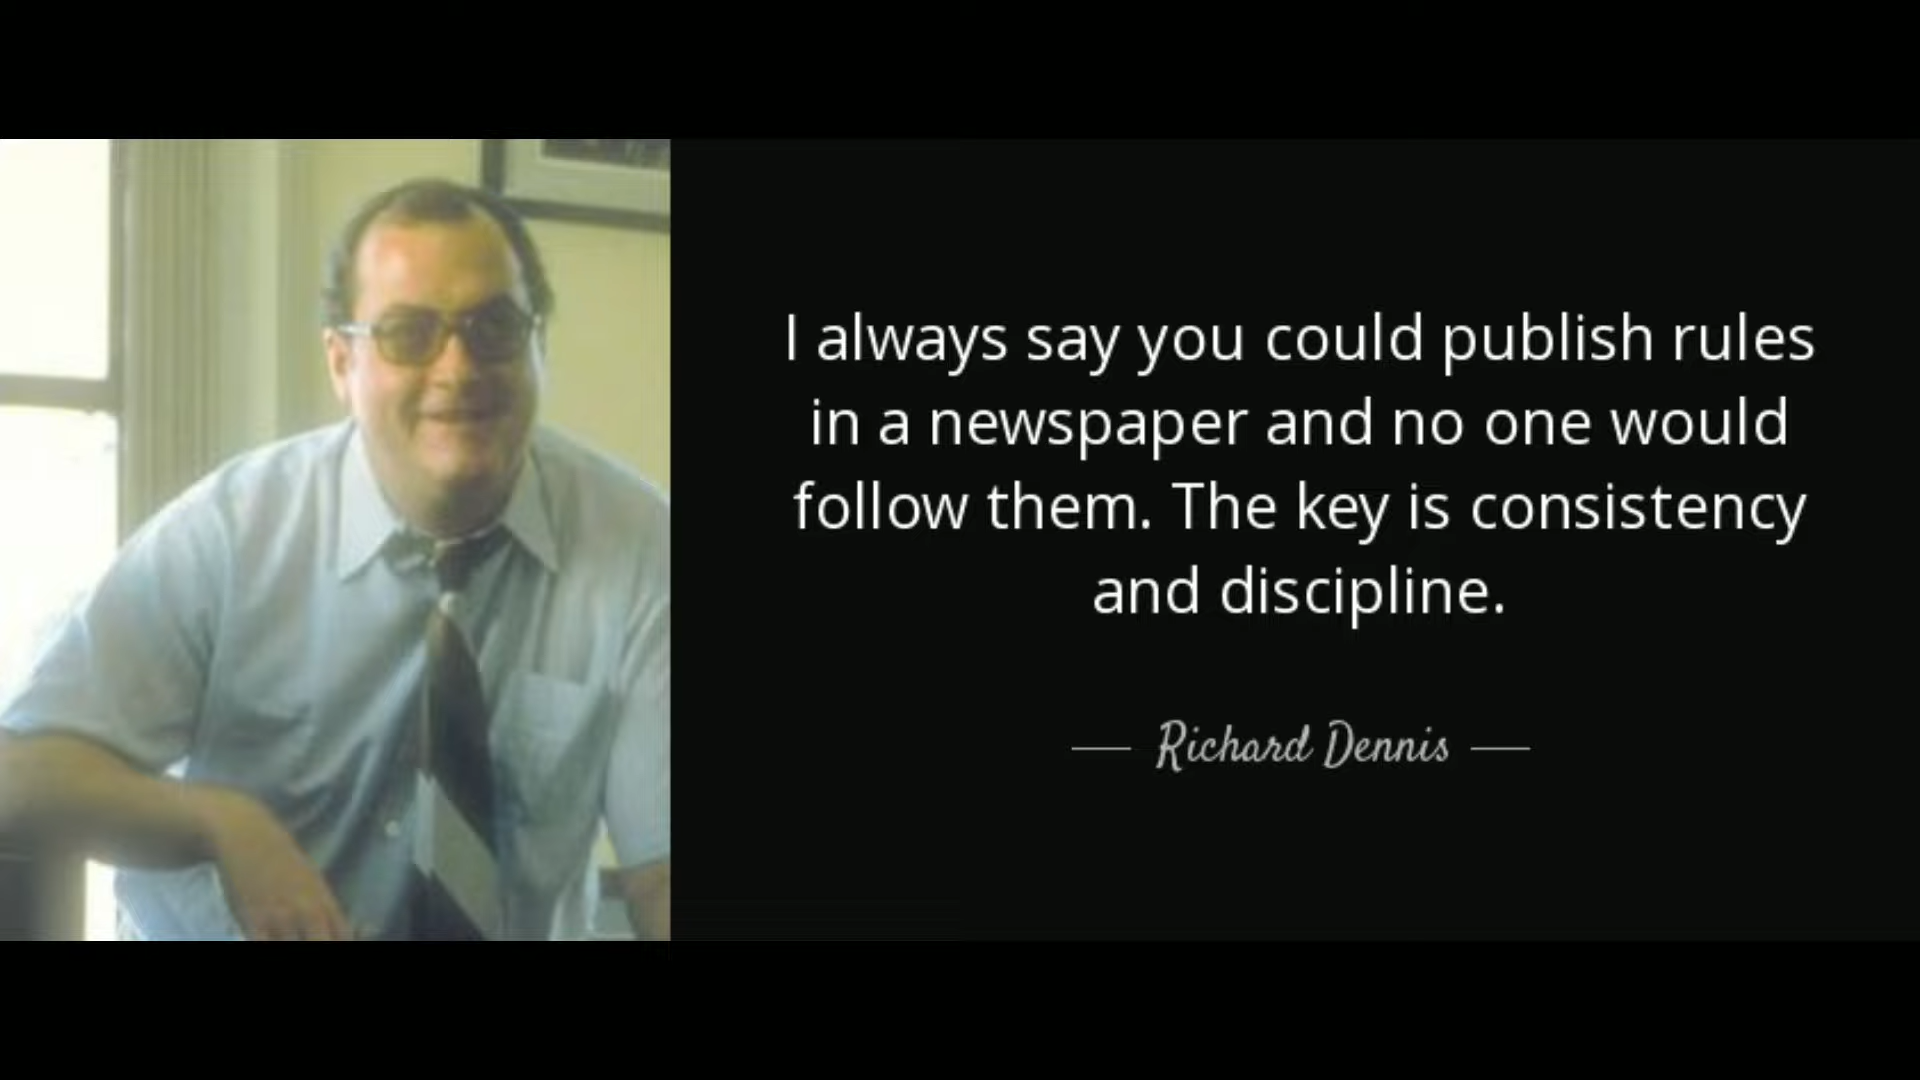 I always say you could publish rules
in a newspaper and no one would
follow them. The key is consistency
and discipline.
Richard Dennis